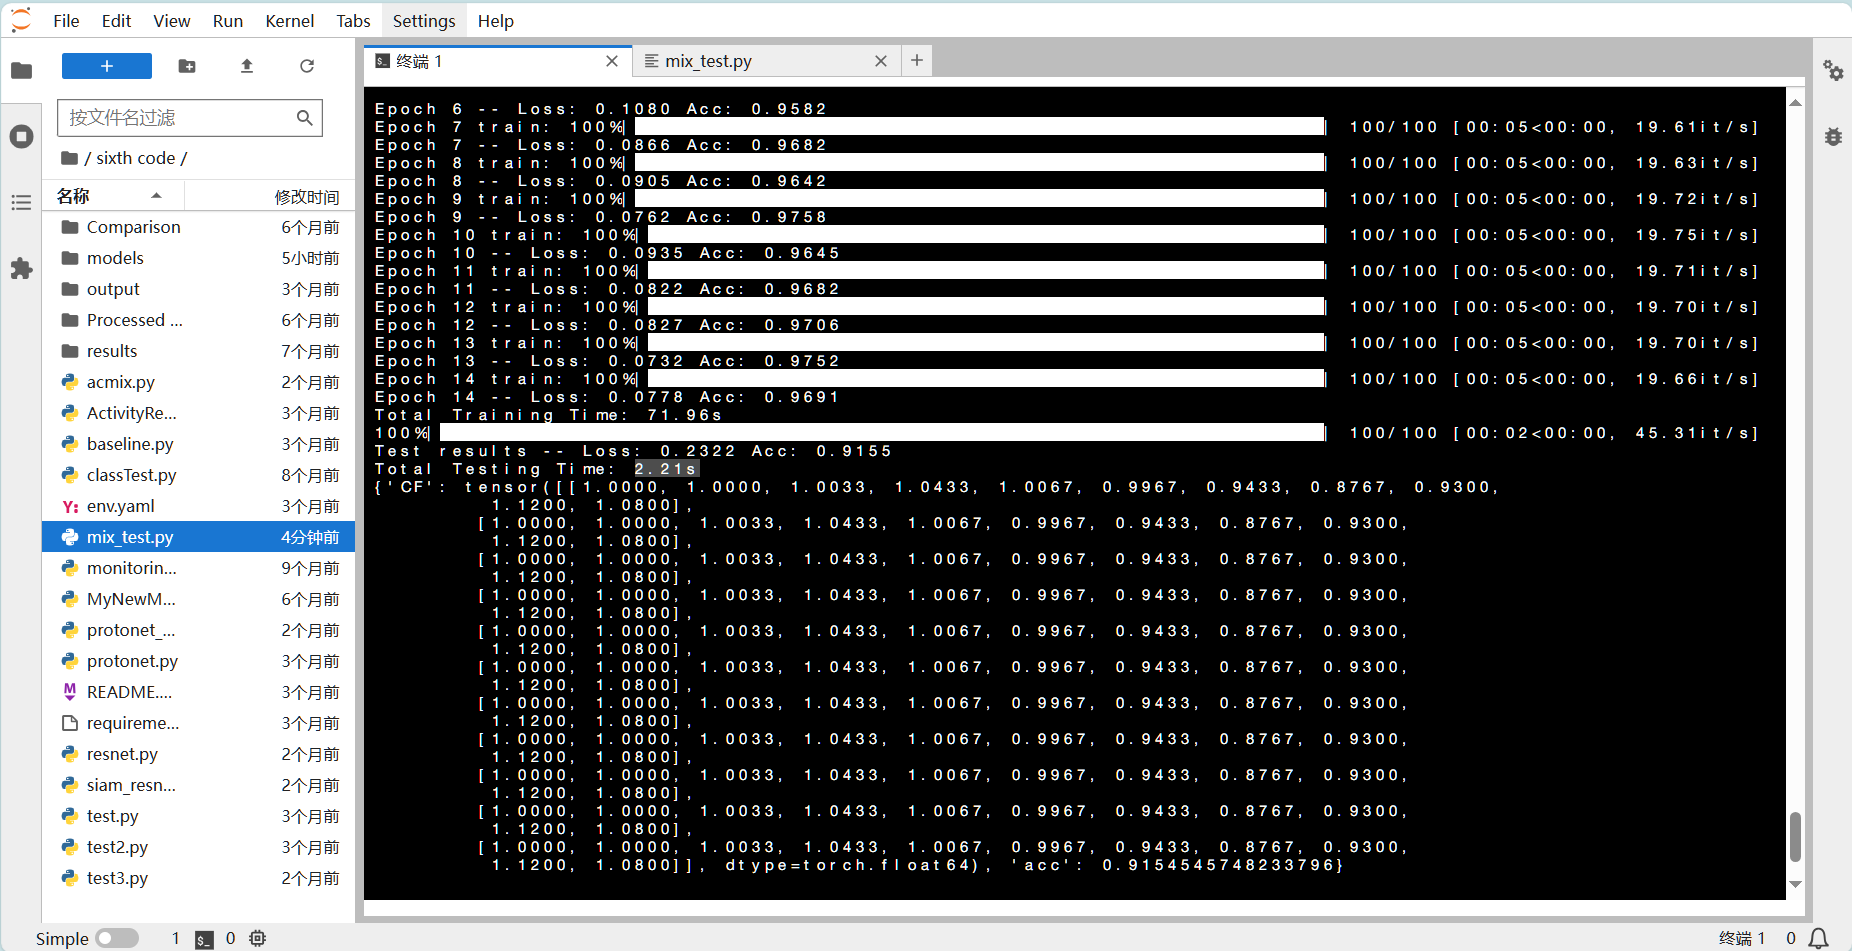 File Edit View Run Kernel Tabs Settings Help
+
终端 1
mix_test.py
按文件名过滤
/ sixth code /
名称 修改时间
Comparison 6个月前
models 5小时前
output 3个月前
Processed ... 6个月前
results 7个月前
acmix.py 2个月前
ActivityRe... 3个月前
baseline.py 3个月前
classTest.py 8个月前
env.yaml 3个月前
mix_test.py 4分钟前
monitorin... 9个月前
MyNewM... 6个月前
protonet_... 2个月前
protonet.py 3个月前
README.... 3个月前
requireme... 3个月前
resnet.py 2个月前
siam_resn... 2个月前
test.py 3个月前
test2.py 3个月前
test3.py 2个月前
Epoch 6 -- Loss: 0.1080 Acc: 0.9582
Epoch 7 train: 100%| | 100/100 [00:05<00:00, 19.61it/s]
Epoch 7 -- Loss: 0.0866 Acc: 0.9682
Epoch 8 train: 100%| | 100/100 [00:05<00:00, 19.63it/s]
Epoch 8 -- Loss: 0.0905 Acc: 0.9642
Epoch 9 train: 100%| | 100/100 [00:05<00:00, 19.72it/s]
Epoch 9 -- Loss: 0.0762 Acc: 0.9758
Epoch 10 train: 100%| | 100/100 [00:05<00:00, 19.75it/s]
Epoch 10 -- Loss: 0.0935 Acc: 0.9645
Epoch 11 train: 100%| | 100/100 [00:05<00:00, 19.71it/s]
Epoch 11 -- Loss: 0.0822 Acc: 0.9682
Epoch 12 train: 100%| | 100/100 [00:05<00:00, 19.70it/s]
Epoch 12 -- Loss: 0.0827 Acc: 0.9706
Epoch 13 train: 100%| | 100/100 [00:05<00:00, 19.70it/s]
Epoch 13 -- Loss: 0.0732 Acc: 0.9752
Epoch 14 train: 100%| | 100/100 [00:05<00:00, 19.66it/s]
Epoch 14 -- Loss: 0.0778 Acc: 0.9691
Total Training Time: 71.96s
100%| | 100/100 [00:02<00:00, 45.31it/s]
Test results -- Loss: 0.2322 Acc: 0.9155
Total Testing Time: 2.21s
{'CF': tensor([[1.0000, 1.0000, 1.0033, 1.0433, 1.0067, 0.9967, 0.9433, 0.8767, 0.9300,
1.1200, 1.0800],
[1.0000, 1.0000, 1.0033, 1.0433, 1.0067, 0.9967, 0.9433, 0.8767, 0.9300,
1.1200, 1.0800],
[1.0000, 1.0000, 1.0033, 1.0433, 1.0067, 0.9967, 0.9433, 0.8767, 0.9300,
1.1200, 1.0800],
[1.0000, 1.0000, 1.0033, 1.0433, 1.0067, 0.9967, 0.9433, 0.8767, 0.9300,
1.1200, 1.0800],
[1.0000, 1.0000, 1.0033, 1.0433, 1.0067, 0.9967, 0.9433, 0.8767, 0.9300,
1.1200, 1.0800],
[1.0000, 1.0000, 1.0033, 1.0433, 1.0067, 0.9967, 0.9433, 0.8767, 0.9300,
1.1200, 1.0800],
[1.0000, 1.0000, 1.0033, 1.0433, 1.0067, 0.9967, 0.9433, 0.8767, 0.9300,
1.1200, 1.0800],
[1.0000, 1.0000, 1.0033, 1.0433, 1.0067, 0.9967, 0.9433, 0.8767, 0.9300,
1.1200, 1.0800],
[1.0000, 1.0000, 1.0033, 1.0433, 1.0067, 0.9967, 0.9433, 0.8767, 0.9300,
1.1200, 1.0800],
[1.0000, 1.0000, 1.0033, 1.0433, 1.0067, 0.9967, 0.9433, 0.8767, 0.9300,
1.1200, 1.0800],
[1.0000, 1.0000, 1.0033, 1.0433, 1.0067, 0.9967, 0.9433, 0.8767, 0.9300,
1.1200, 1.0800]], dtype=torch.float64), 'acc': 0.9154545748233796}
Simple 1 0 终端 1 0